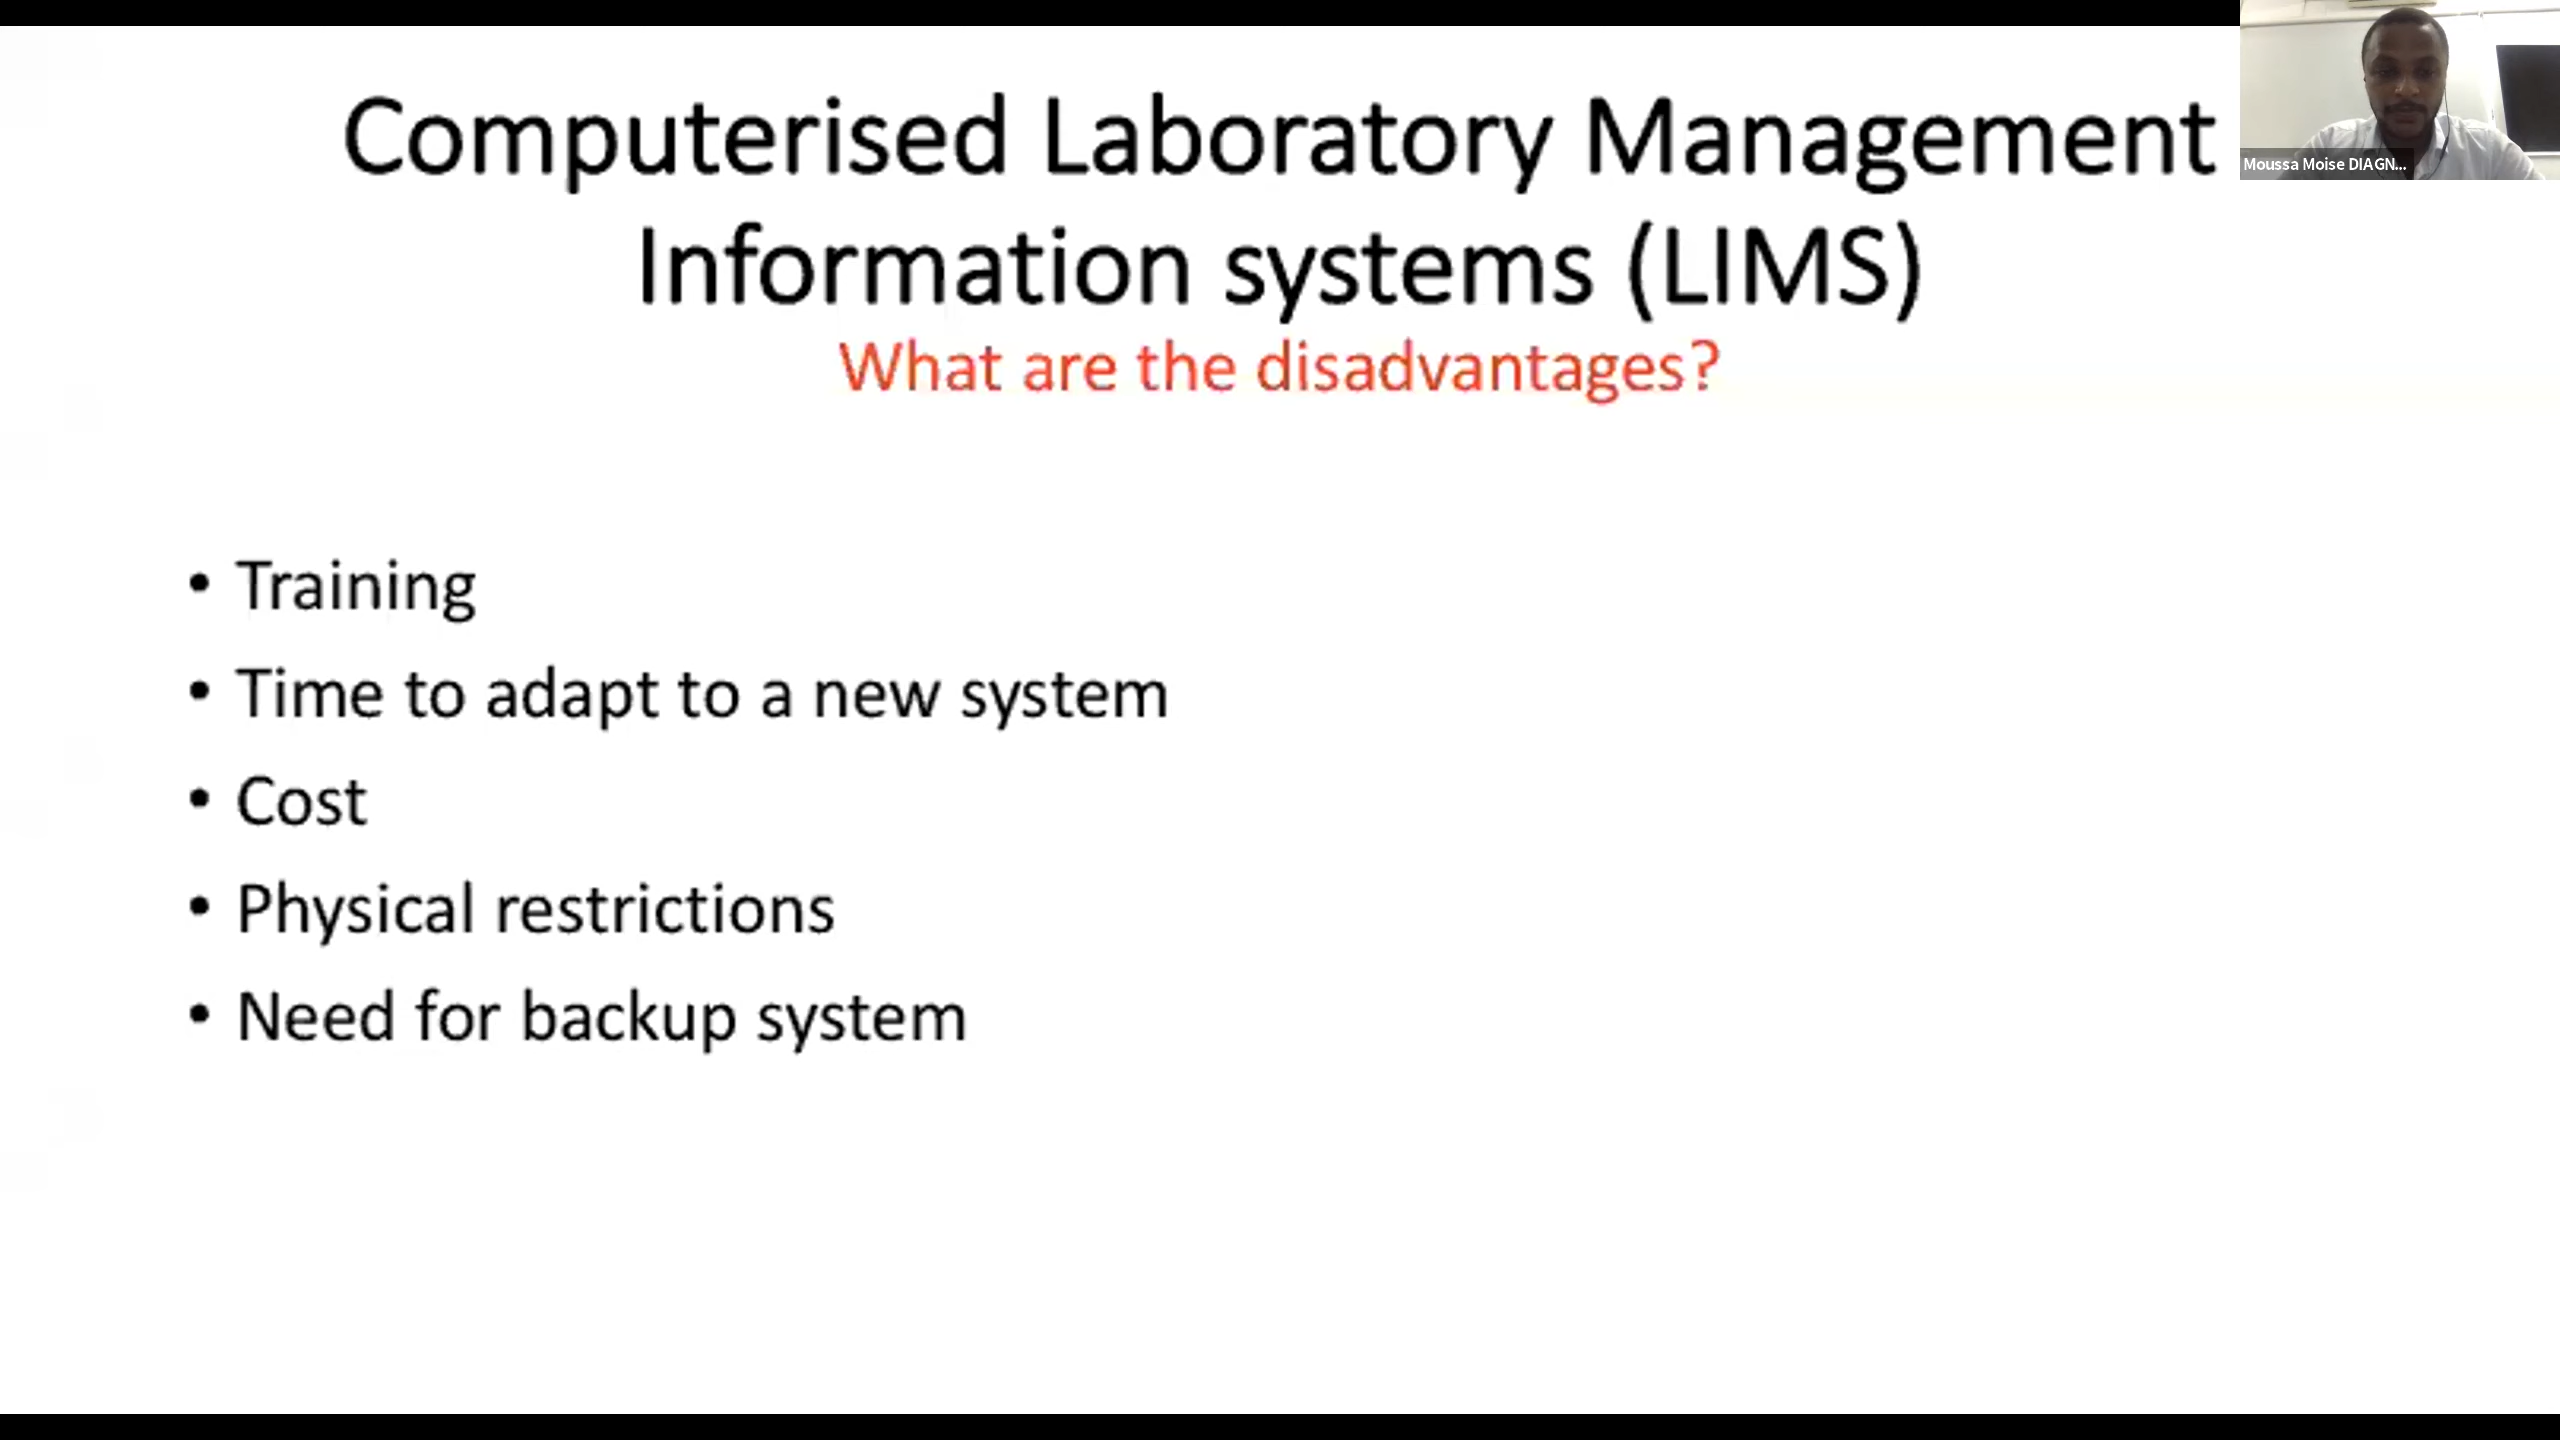 Computerised Laboratory Management
Information systems (LIMS)
What are the disadvantages?
• Training
• Time to adapt to a new system
• Cost
• Physical restrictions
• Need for backup system
Moussa Moise DIAGN...